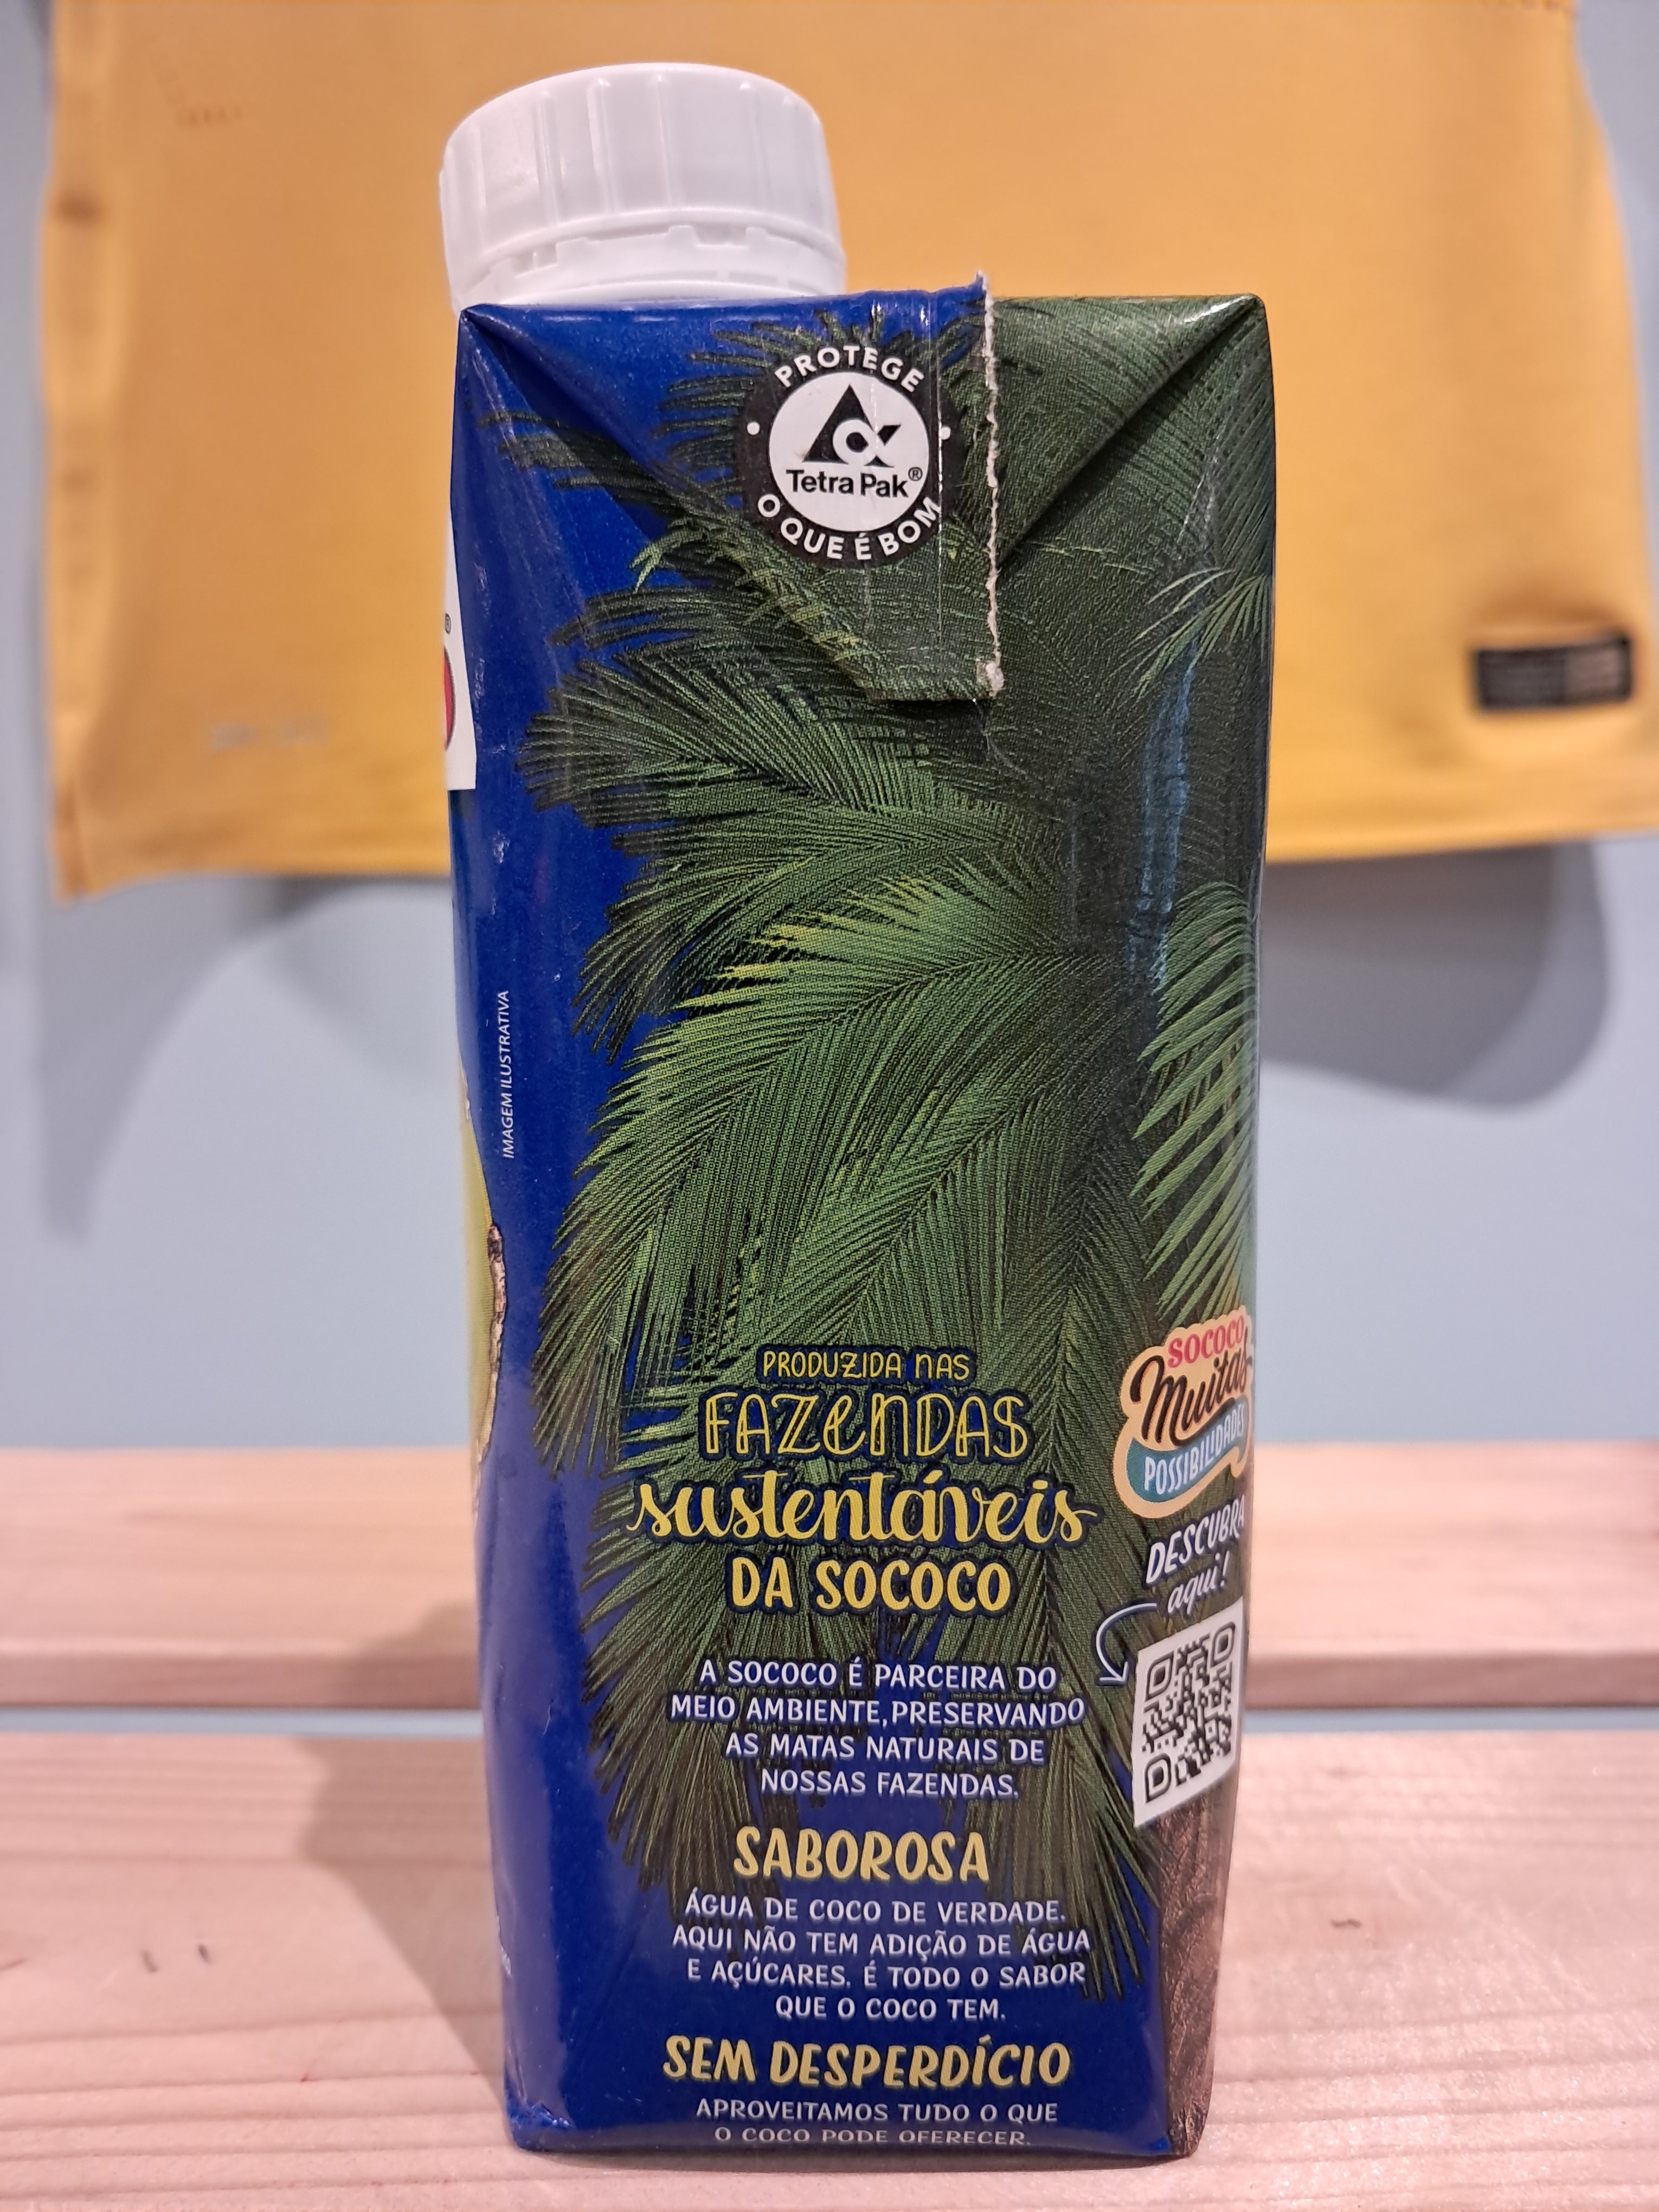 PROTEGE
Tetra Pak®
O QUE É BOM
IMAGEM ILUSTRATIVA
PRODUZIDA NAS
FAZENDAS
sustentáveis
DA SOCOCO
A SOCOCO É PARCEIRA DO
MEIO AMBIENTE, PRESERVANDO
AS MATAS NATURAIS DE
NOSSAS FAZENDAS.
SABOROSA
ÁGUA DE COCO DE VERDADE.
AQUI NÃO TEM ADIÇÃO DE ÁGUA
E AÇÚCARES. É TODO O SABOR
QUE O COCO TEM.
SEM DESPERDÍCIO
APROVEITAMOS TUDO O QUE
O COCO PODE OFERECER.
SOCOCO
Muitas
POSSIBILIDADES
DESCUBRA
aqui!